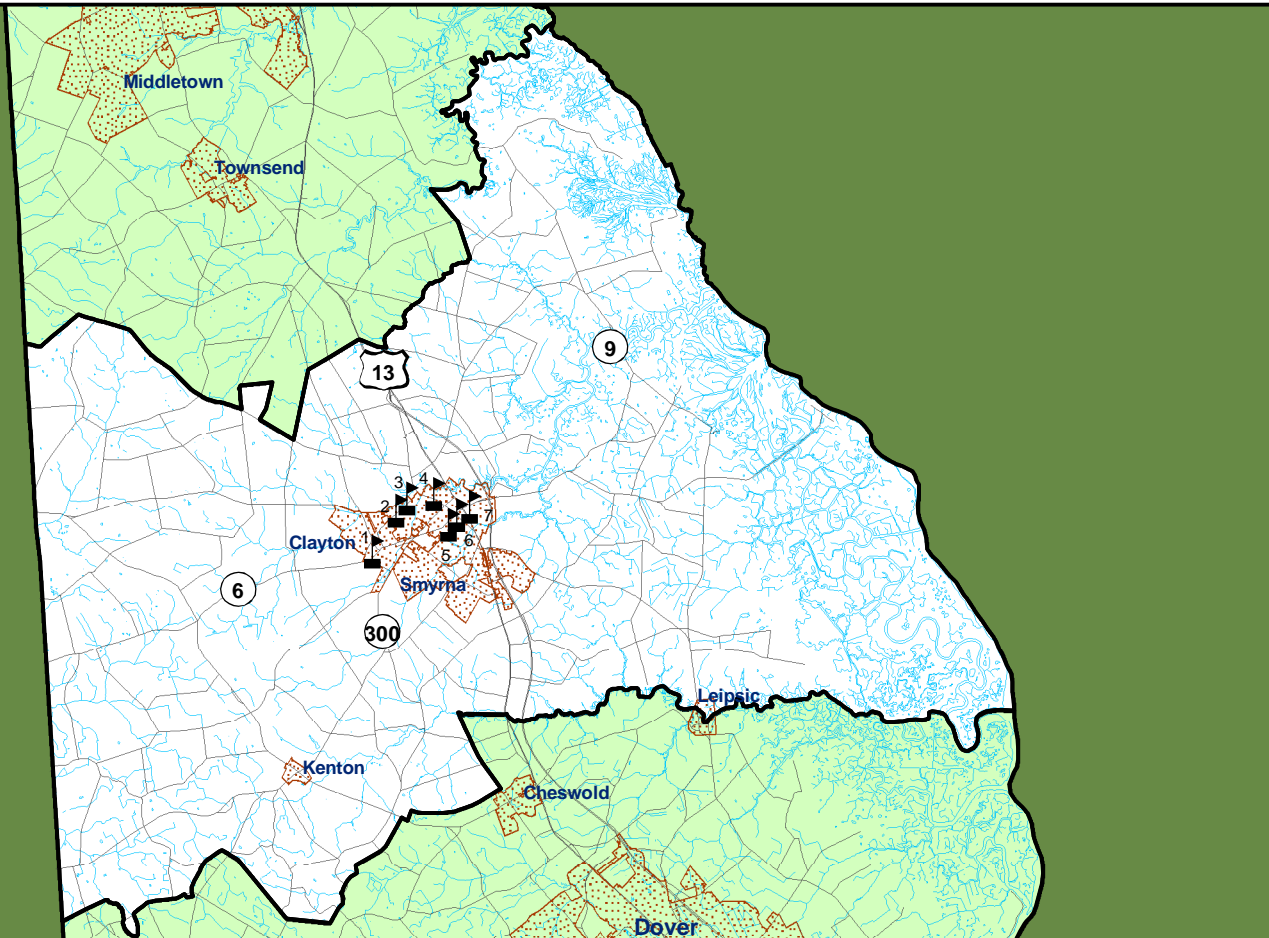 Middletown
Townsend
9
13
3
4
2
7
1
Clayton
6
5
Smyrna
6
300
Leipsic
Kenton
Cheswold
Dover